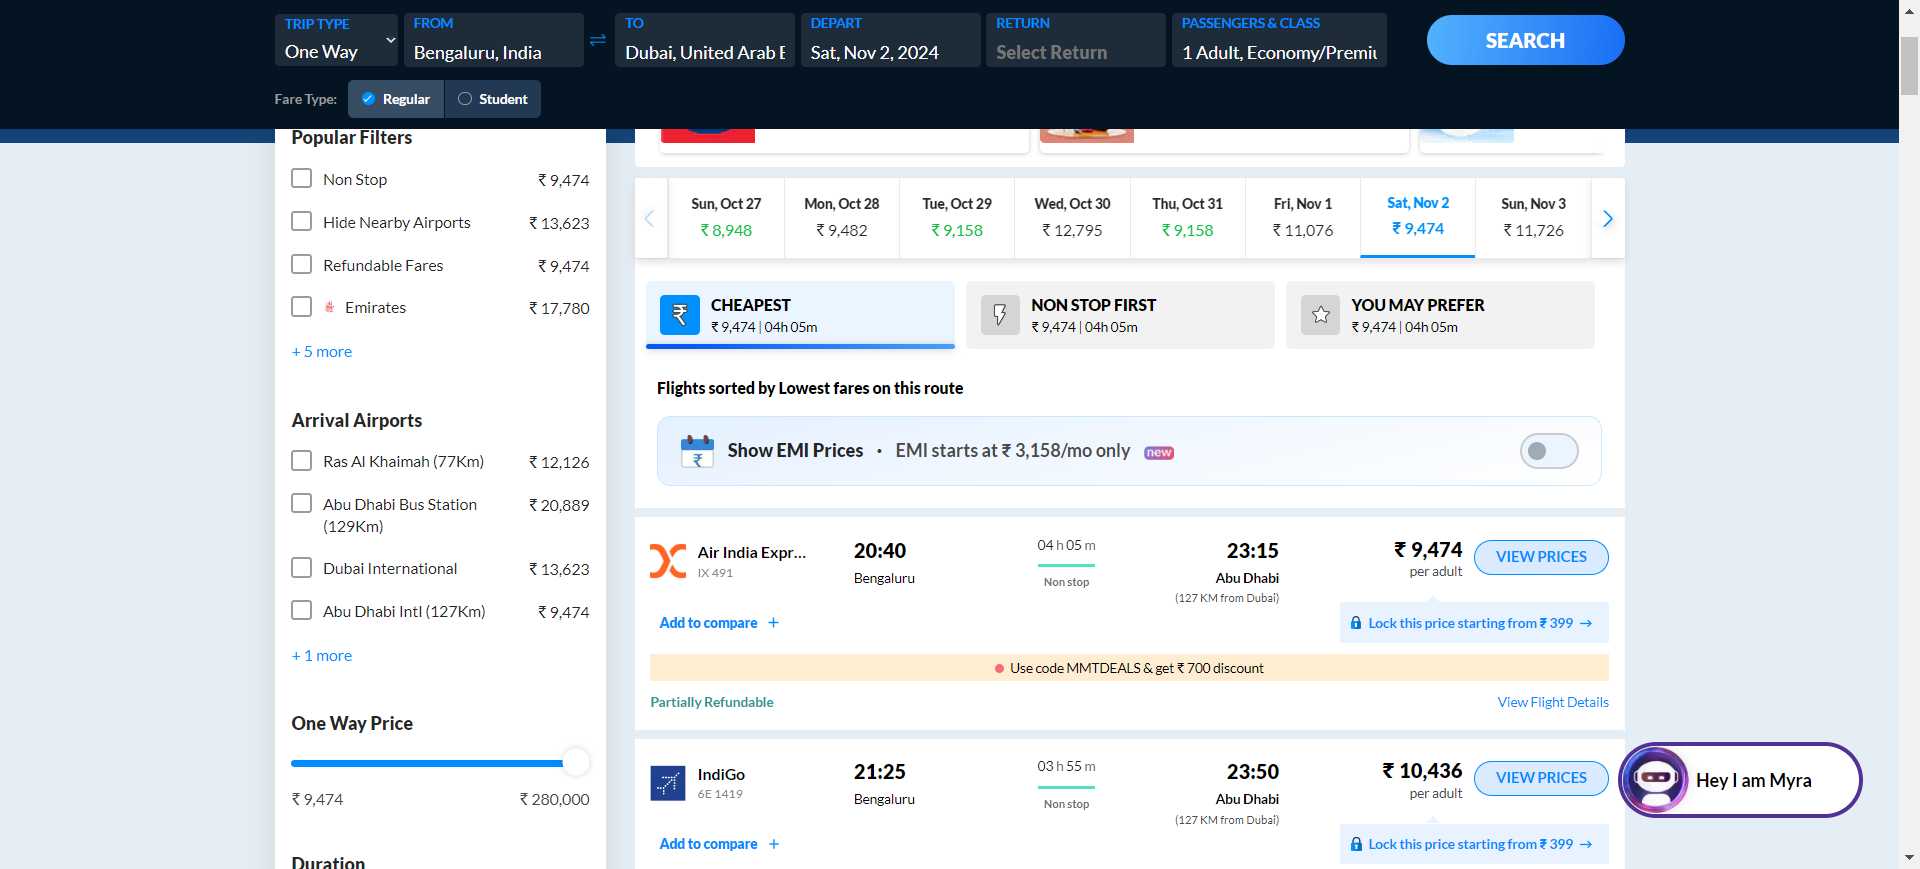 TRIP TYPE
One Way
FROM
Bengaluru, India
TO
Dubai, United Arab E
DEPART
Sat, Nov 2, 2024
RETURN
Select Return
PASSENGERS & CLASS
1 Adult, Economy/Premiu
SEARCH
Fare Type:
Regular
Student
Popular Filters
Non Stop ₹ 9,474
Hide Nearby Airports ₹ 13,623
Refundable Fares ₹ 9,474
Emirates ₹ 17,780
+ 5 more
Arrival Airports
Ras Al Khaimah (77Km) ₹ 12,126
Abu Dhabi Bus Station ₹ 20,889
(129Km)
Dubai International ₹ 13,623
Abu Dhabi Intl (127Km) ₹ 9,474
+ 1 more
One Way Price
₹ 9,474 ₹ 280,000
Duration
Sun, Oct 27
₹ 8,948
Mon, Oct 28
₹ 9,482
Tue, Oct 29
₹ 9,158
Wed, Oct 30
₹ 12,795
Thu, Oct 31
₹ 9,158
Fri, Nov 1
₹ 11,076
Sat, Nov 2
₹ 9,474
Sun, Nov 3
₹ 11,726
CHEAPEST
₹ 9,474 | 04h 05m
NON STOP FIRST
₹ 9,474 | 04h 05m
YOU MAY PREFER
₹ 9,474 | 04h 05m
Flights sorted by Lowest fares on this route
Show EMI Prices · EMI starts at ₹ 3,158/mo only new
Air India Expr...
IX 491
20:40
Bengaluru
04 h 05 m
Non stop
23:15
Abu Dhabi
(127 KM from Dubai)
₹ 9,474
per adult
VIEW PRICES
Add to compare +
Lock this price starting from ₹ 399 →
Use code MMTDEALS & get ₹ 700 discount
Partially Refundable
View Flight Details
IndiGo
6E 1419
21:25
Bengaluru
03 h 55 m
Non stop
23:50
Abu Dhabi
(127 KM from Dubai)
₹ 10,436
per adult
VIEW PRICES
Add to compare +
Lock this price starting from ₹ 399 →
Hey I am Myra